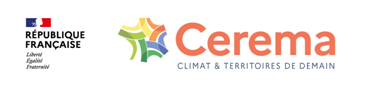 RÉPUBLIQUE
FRANÇAISE
Liberté
Égalité
Fraternité
Cerema
CLIMAT & TERRITOIRES DE DEMAIN